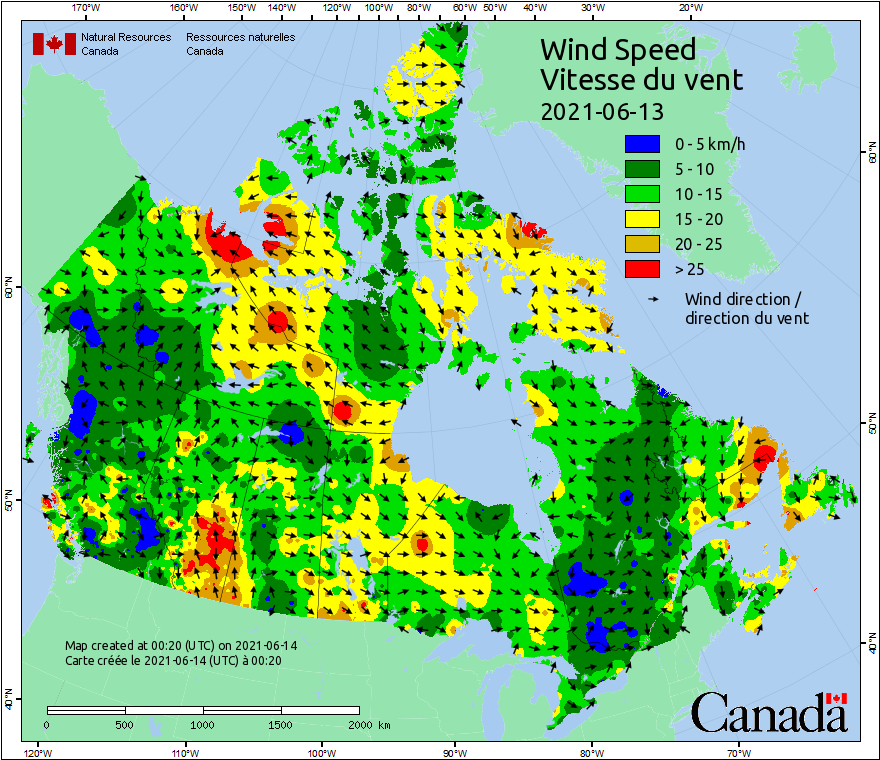 170°W 160°W 150°W 140°W 120°W 100°W 80°W 60°W 50°W 40°W 30°W 20°W
Natural Resources Ressources naturelles
Canada Canada
Wind Speed
Vitesse du vent
2021-06-13
0 - 5 km/h
5 - 10
10 - 15
15 - 20
20 - 25
> 25
Wind direction /
direction du vent
60°N 60°N
50°N 50°N
40°N 40°N
Map created at 00:20 (UTC) on 2021-06-14
Carte créée le 2021-06-14 (UTC) à 00:20
0 500 1000 1500 2000 km
Canada
120°W 110°W 100°W 90°W 80°W 70°W